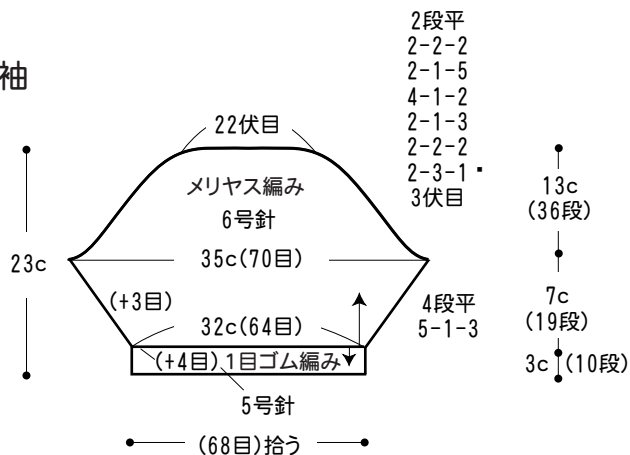 袖
22伏目
メリヤス編み
6号針
35c(70目)
(+3目)
32c(64目)
(+4目)1目ゴム編み
5号針
(68目)拾う
23c
2段平
2-2-2
2-1-5
4-1-2
2-1-3
2-2-2
2-3-1
3伏目
4段平
5-1-3
13c
(36段)
7c
(19段)
3c (10段)